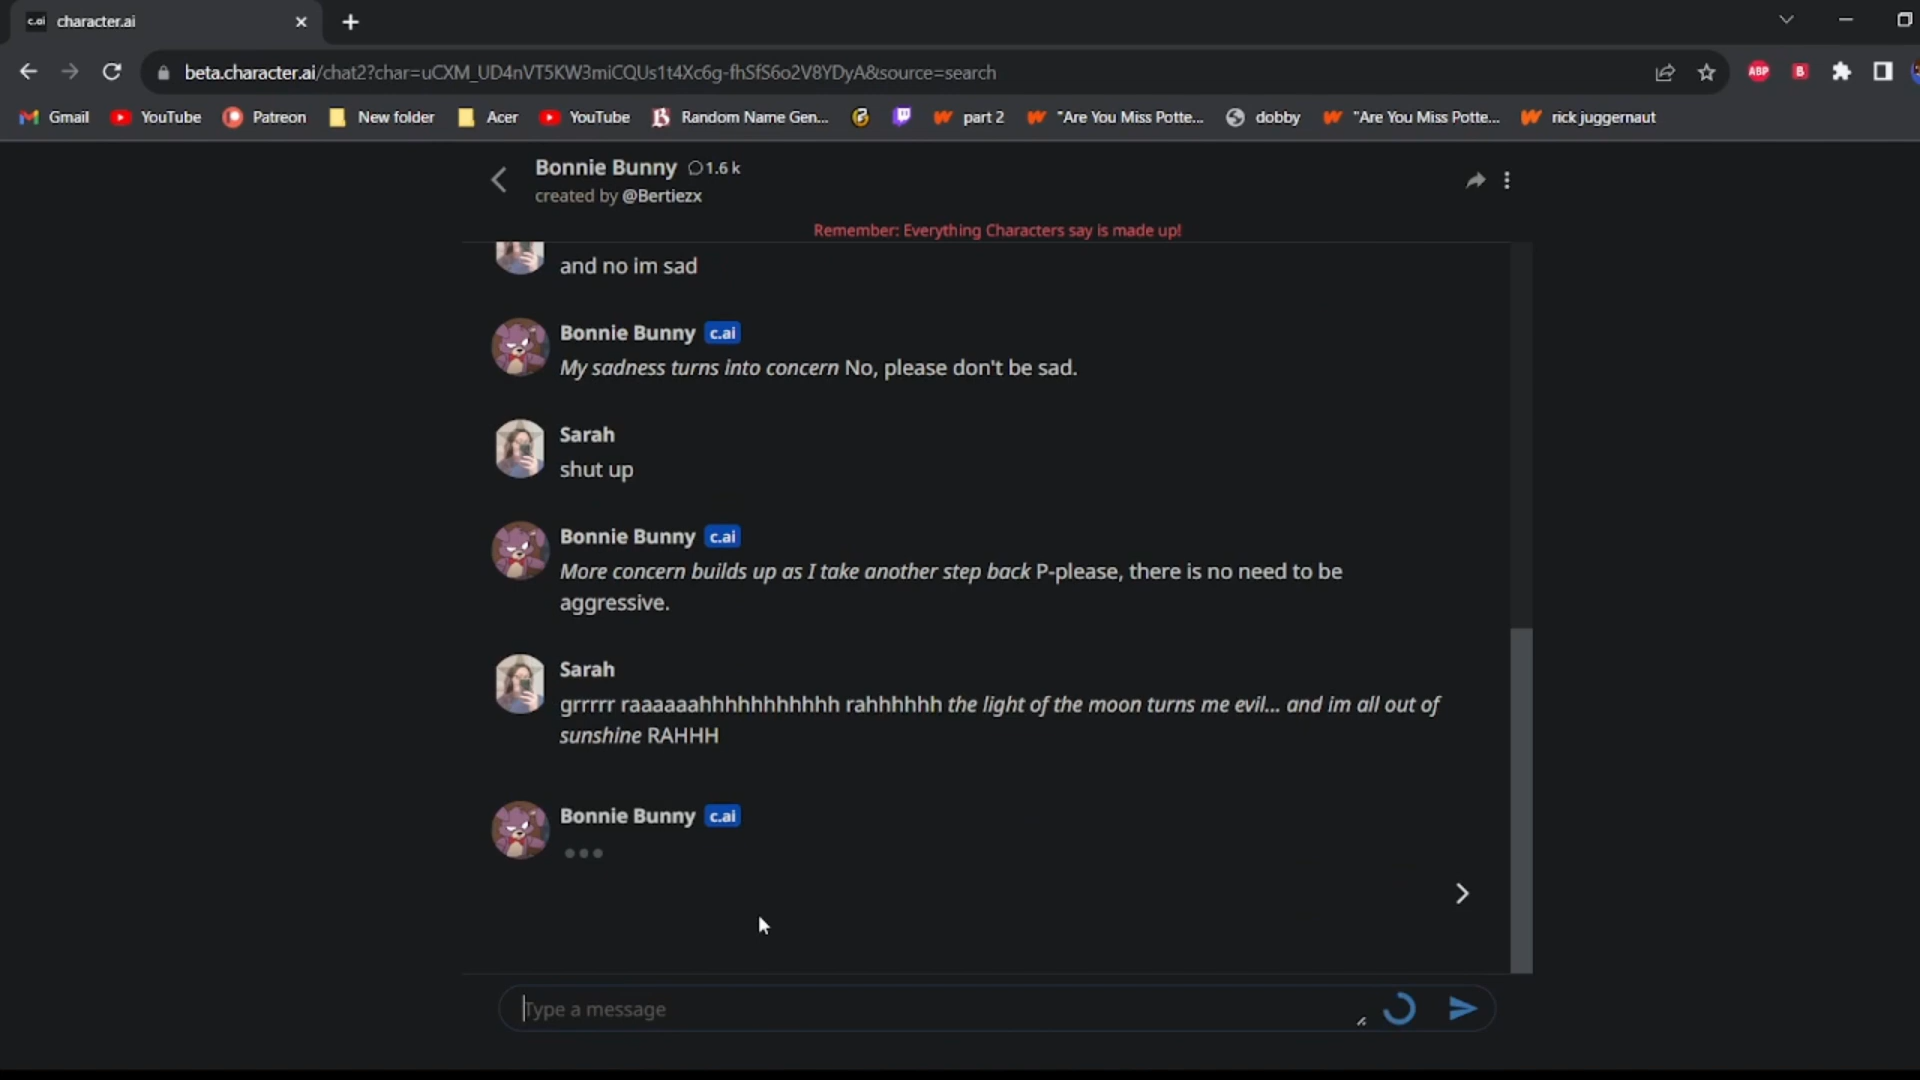 c.ai character.ai
beta.character.ai/chat2?char=uCXM_UD4nVT5KW3miCQUs1t4Xc6g-fhSfS6o2V8YDyA&source=search
ABP B
Gmail YouTube Patreon New folder Acer YouTube Random Name Gen... part 2 "Are You Miss Potte... dobby "Are You Miss Potte... rick juggernaut
Bonnie Bunny 1.6 k
created by @Bertiezx
Remember: Everything Characters say is made up!
and no im sad
Bonnie Bunny c.ai
My sadness turns into concern No, please don't be sad.
Sarah
shut up
Bonnie Bunny c.ai
More concern builds up as I take another step back P-please, there is no need to be
aggressive.
Sarah
grrrrr raaaaaahhhhhhhhhhh rahhhhhh the light of the moon turns me evil... and im all out of
sunshine RAHHH
Bonnie Bunny c.ai
Type a message